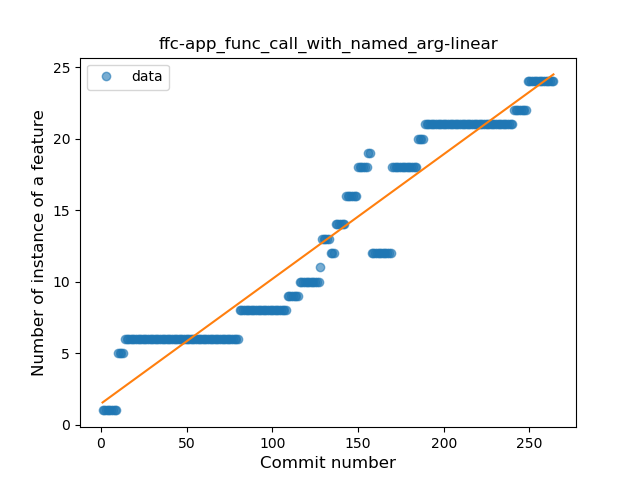 ffc-app_func_call_with_named_arg-linear
data
Number of instance of a feature
25
20
15
10
5
0
0 50 100 150 200 250
Commit number